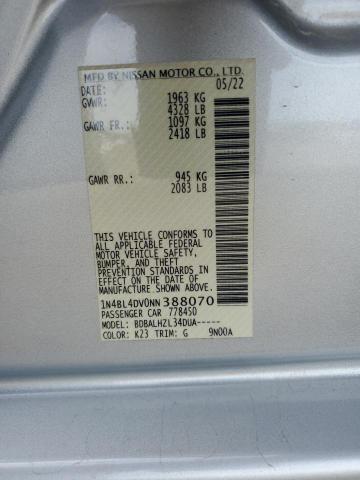 MFD BY NISSAN MOTOR CO., LTD.
DATE: 05/22
GVWR: 1963 KG
4328 LB
GAWR FR.: 1097 KG
2418 LB
GAWR RR.: 945 KG
2083 LB
THIS VEHICLE CONFORMS TO
ALL APPLICABLE FEDERAL
MOTOR VEHICLE SAFETY,
BUMPER, AND THEFT
PREVENTION STANDARDS IN
EFFECT ON THE DATE OF
MANUFACTURE SHOWN ABOVE.
1N4BL4DV0NN388070
PASSENGER CAR 778450
MODEL: BDBALHZL34DUA-----
COLOR: K23 TRIM: G 9N00A